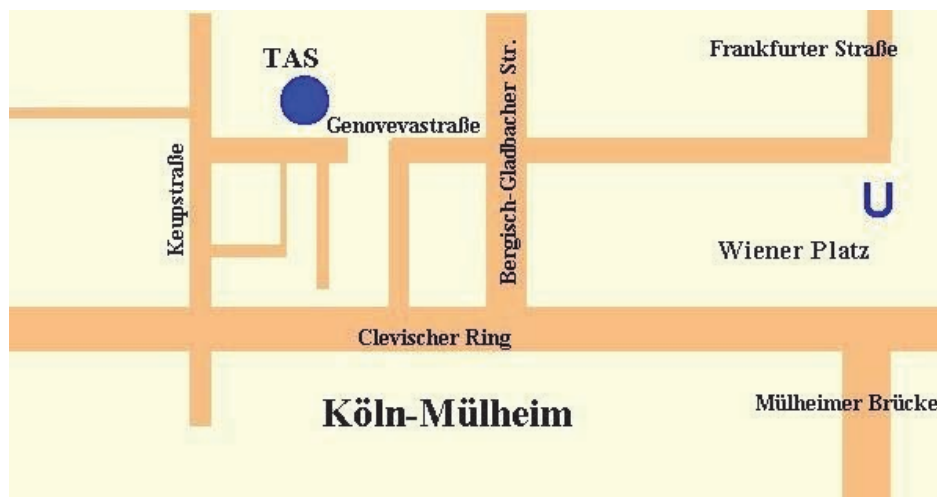 Frankfurter Straße
TAS
Genovevastraße
Bergisch-Gladbacher Str.
Keupstraße
U
Wiener Platz
Clevischer Ring
Mülheimer Brücke
Köln-Mülheim